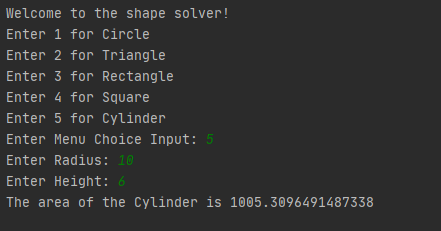 Welcome to the shape solver!
Enter 1 for Circle
Enter 2 for Triangle
Enter 3 for Rectangle
Enter 4 for Square
Enter 5 for Cylinder
Enter Menu Choice Input: 5
Enter Radius: 10
Enter Height: 6
The area of the Cylinder is 1005.3096491487338